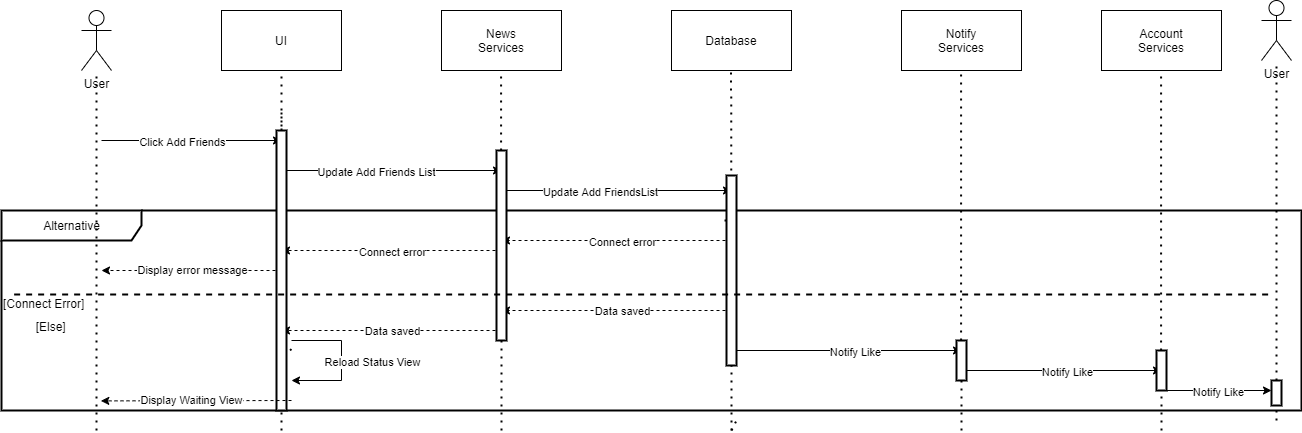 User
UI
News
Services
Database
Notify
Services
Account
Services
User
Click Add Friends
Update Add Friends List
Update Add FriendsList
Alternative
Connect error
Connect error
Display error message
[Connect Error]
[Else]
Data saved
Data saved
Reload Status View
Notify Like
Notify Like
Notify Like
Display Waiting View